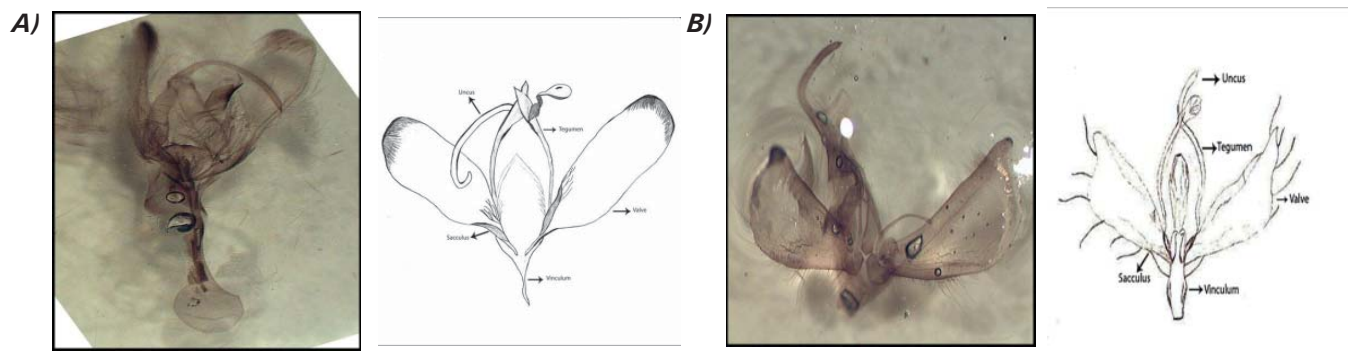 A)
Uncus
Tegumen
Valve
Sacculus
Vinculum
B)
Uncus
Tegumen
Valve
Sacculus
Vinculum